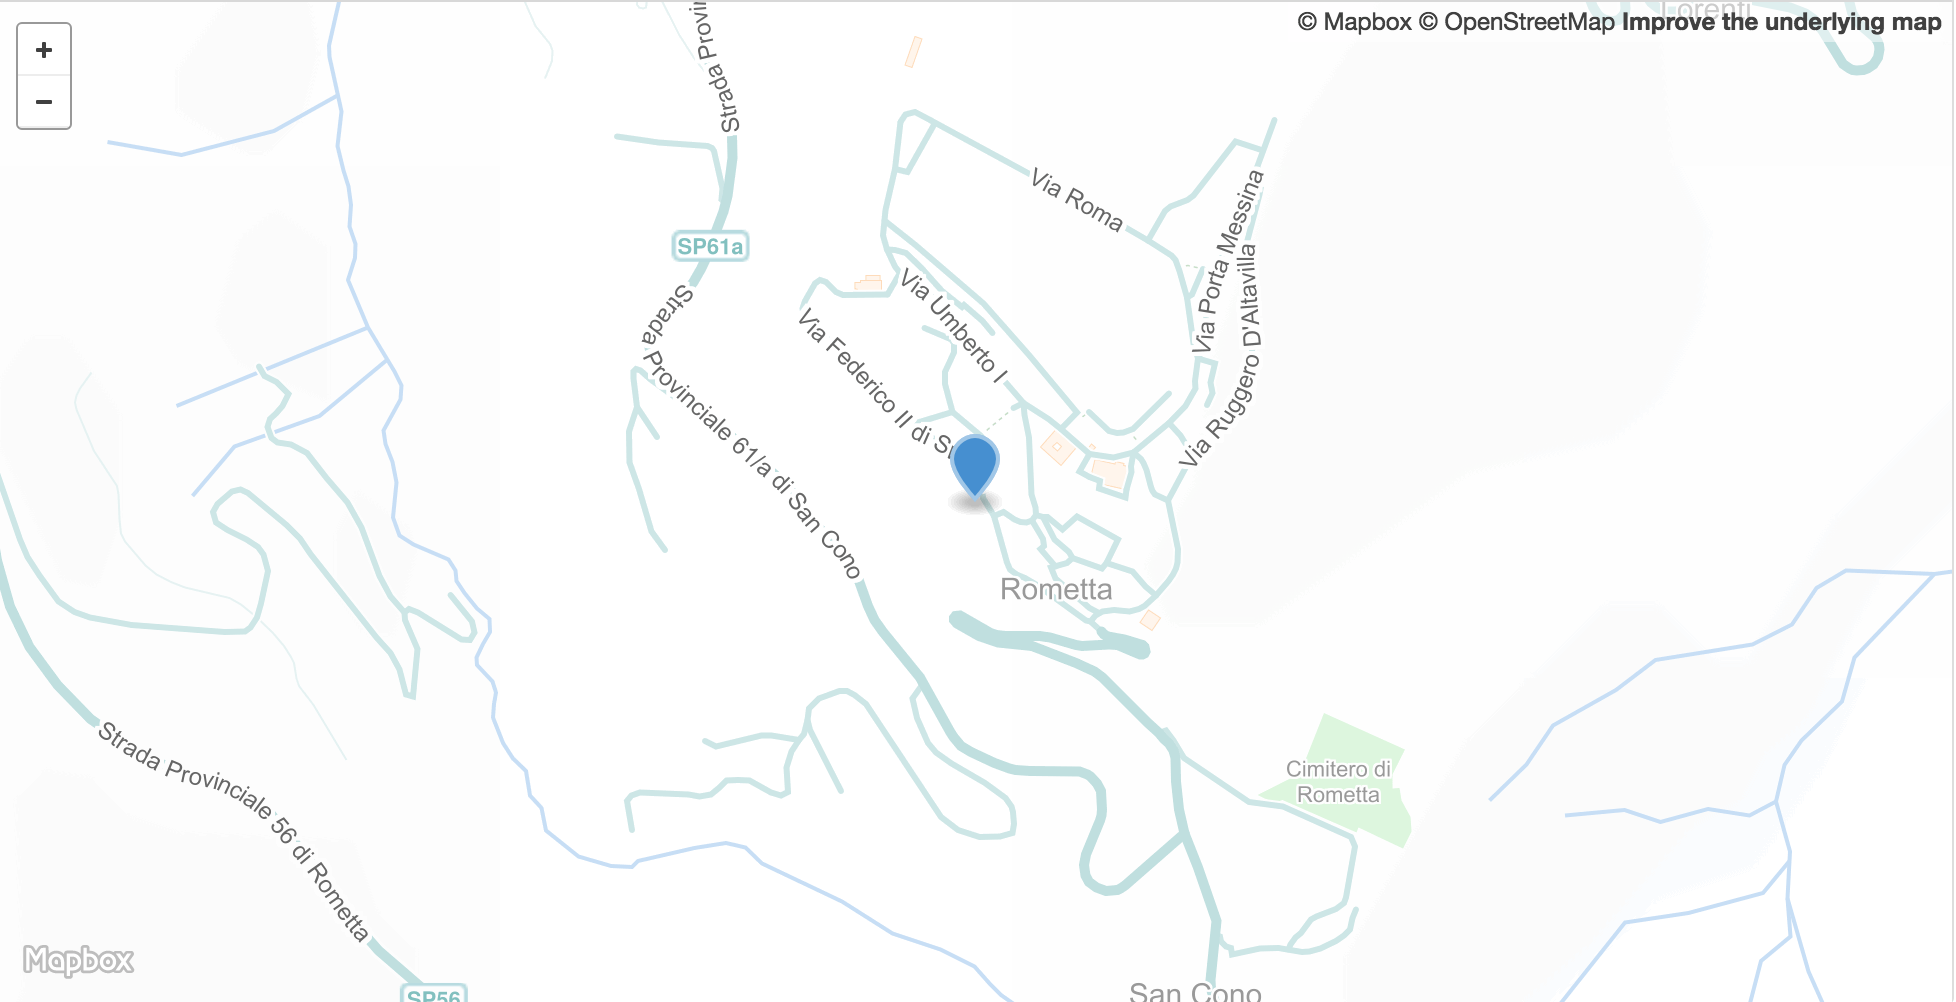 Lorenti
© Mapbox © OpenStreetMap Improve the underlying map
+
−
Strada Provinciale 61/a di San Cono
SP61a
Via Roma
Via Porta Messina
Via Ruggero D'Altavilla
Via Umberto I
Via Federico II di
Rometta
Cimitero di
Rometta
Strada Provinciale 56 di Rometta
SP56
San Cono
Mapbox